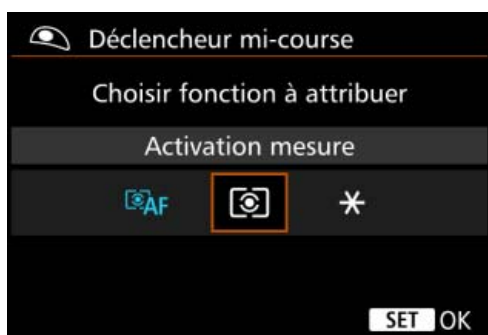 Déclencheur mi-course
Choisir fonction à attribuer
Activation mesure
AF
SET OK